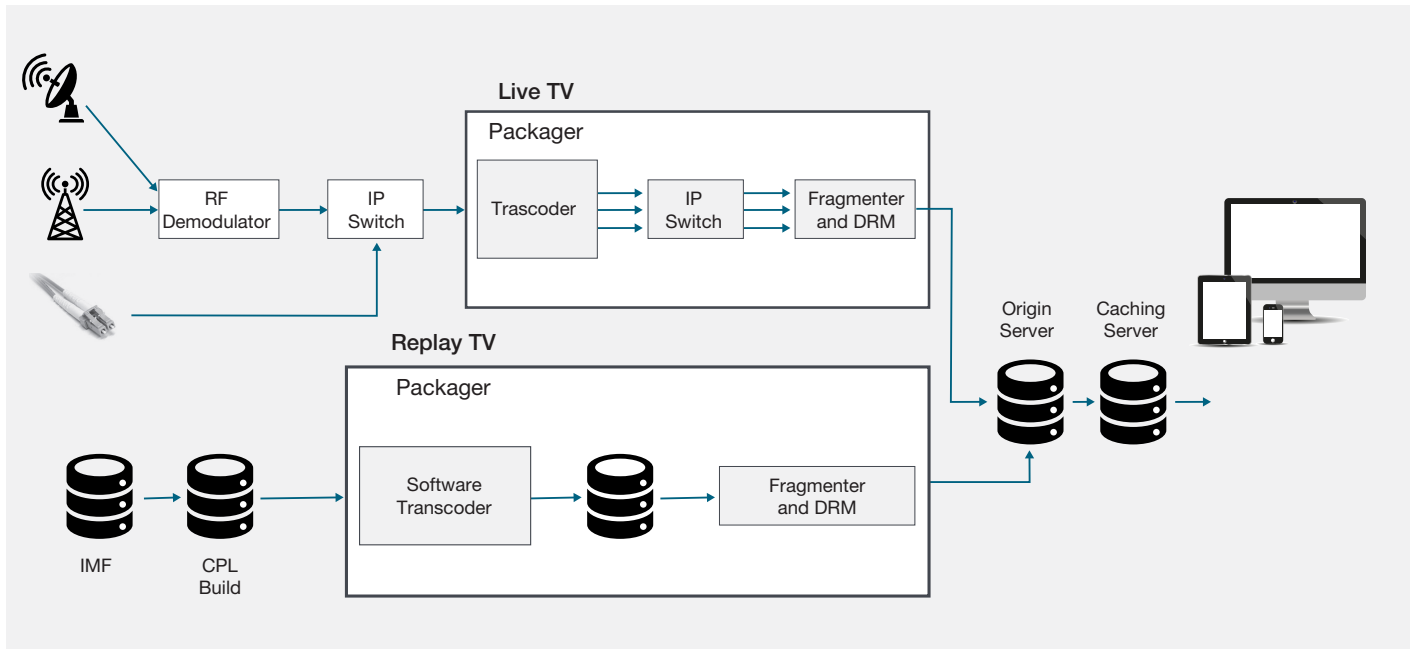 Live TV
Packager
RF
Demodulator
IP
Switch
Trascoder
IP
Switch
Fragmenter
and DRM
Origin
Server
Caching
Server
Replay TV
Packager
Software
Transcoder
Fragmenter
and DRM
IMF
CPL
Build